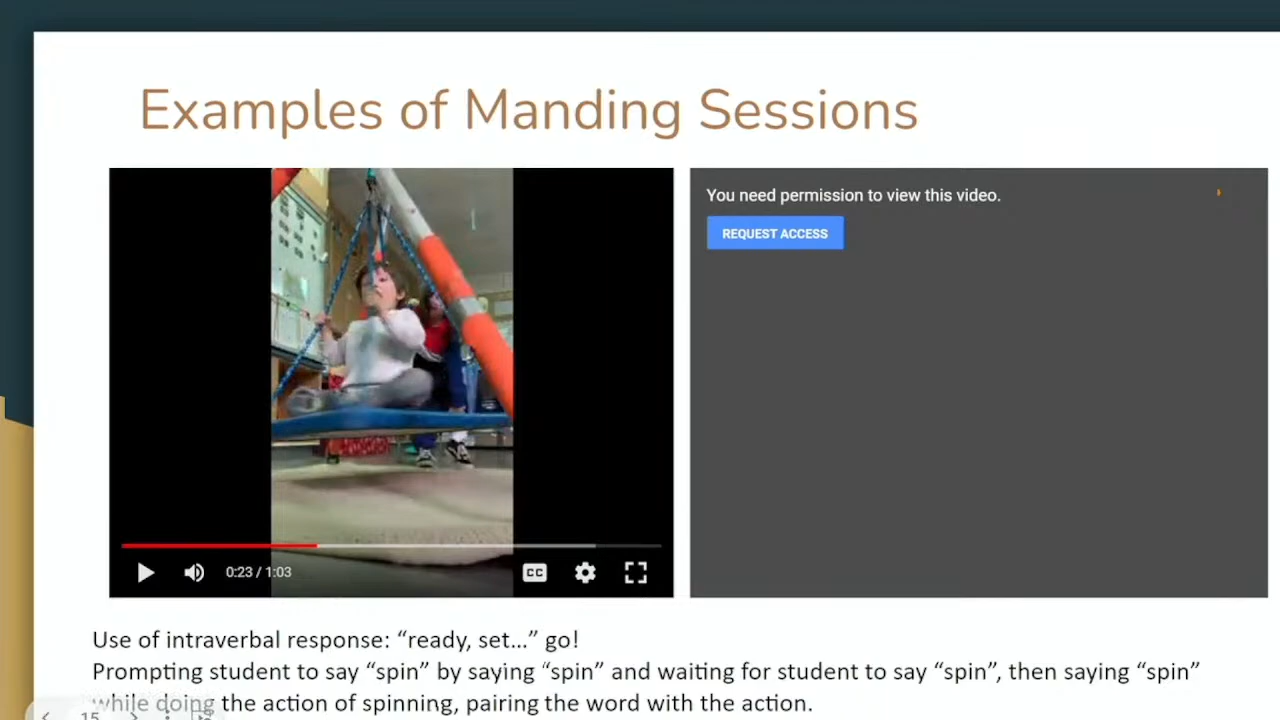 Examples of Manding Sessions
You need permission to view this video.
REQUEST ACCESS
0:23 / 1:03
CC
Use of intraverbal response: “ready, set...” go!
Prompting student to say “spin” by saying “spin” and waiting for student to say “spin”, then saying “spin”
while doing the action of spinning, pairing the word with the action.
15